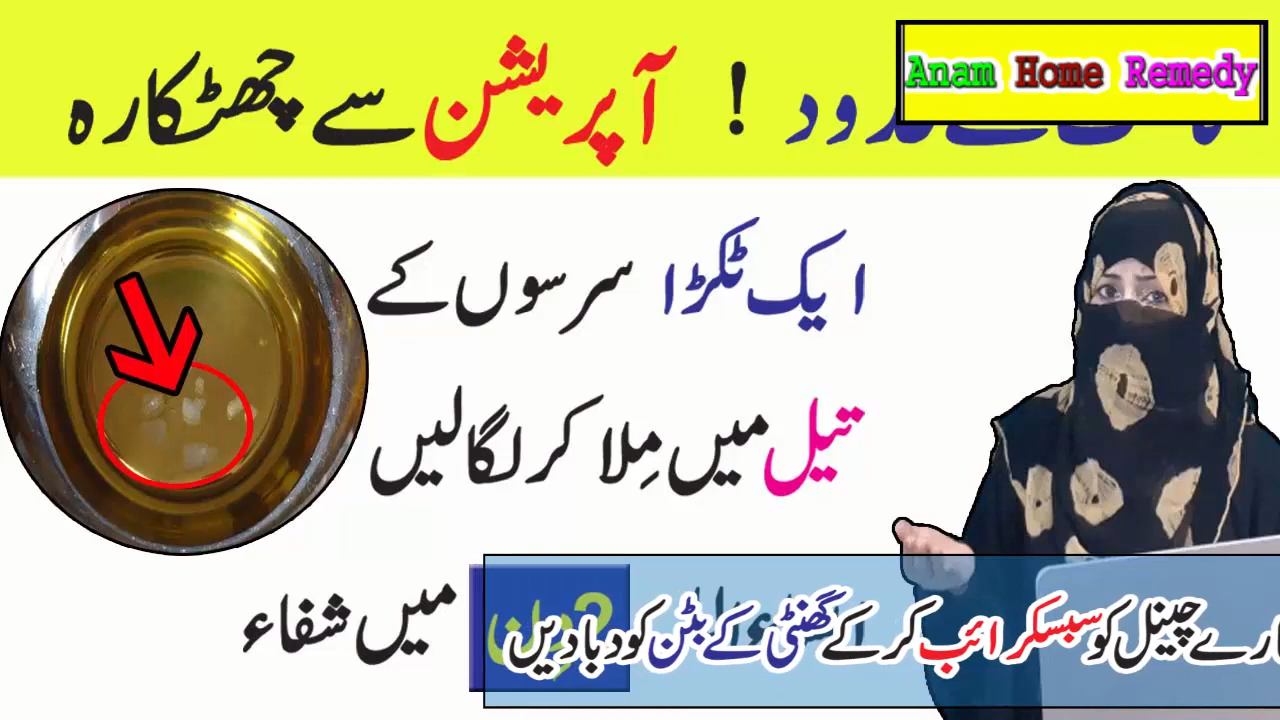 Anam Home Remedy
! آپریشن سے چھٹکارہ
ایک ٹکڑا سرسوں کے
تیل میں مِلا کر لگا لیں
میں شفاء
چینل کو سبسکرائب کر کے گھنٹی کے بٹن کو دبا دیں